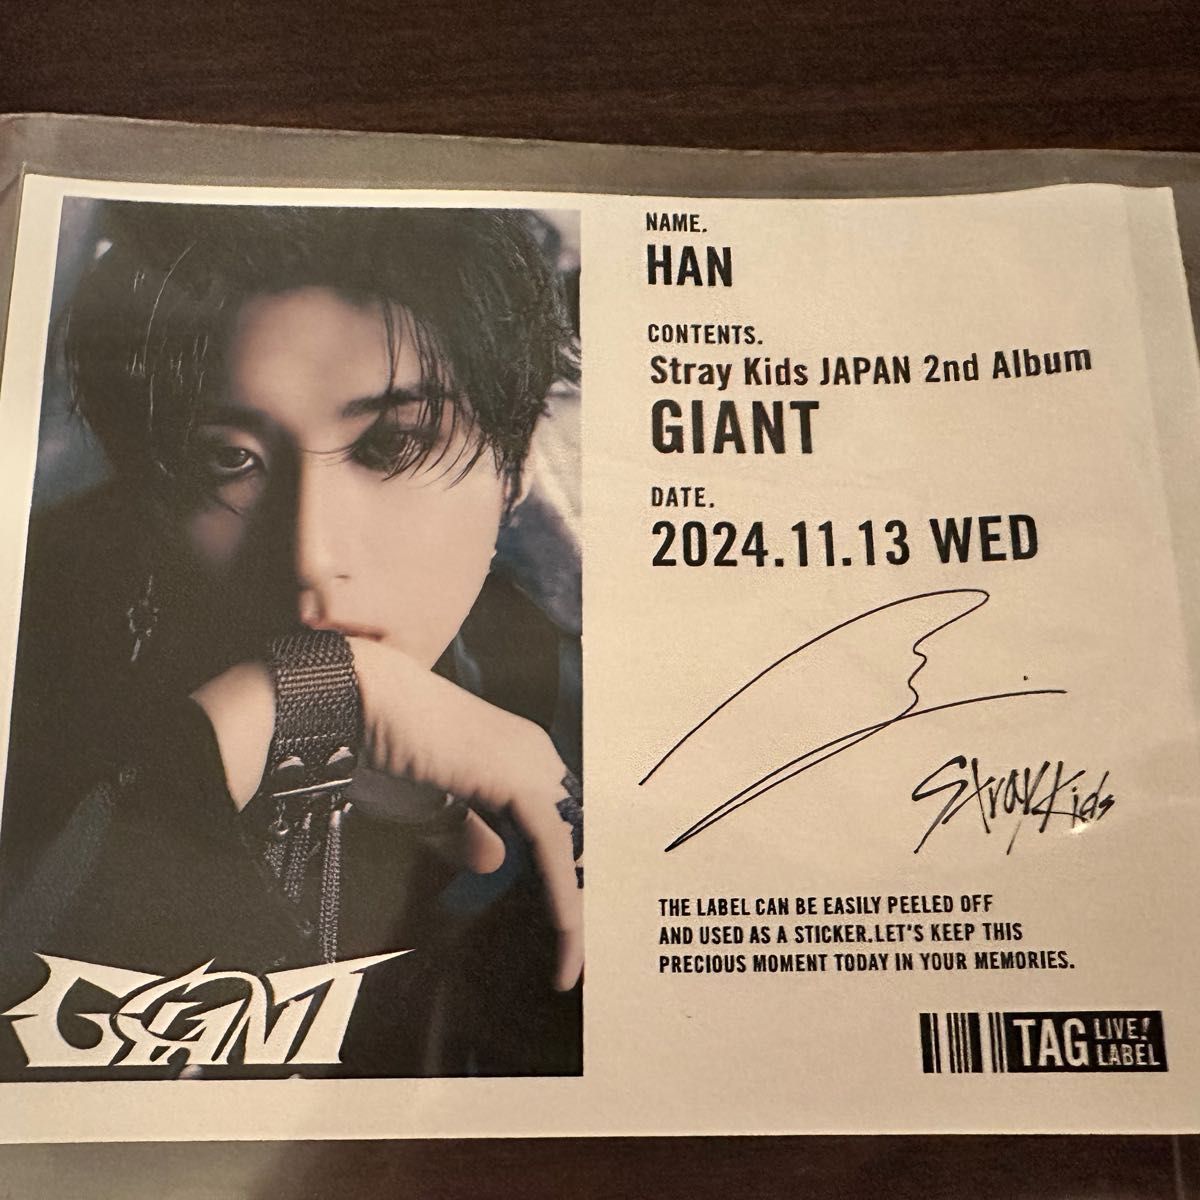 NAME.
HAN
CONTENTS.
Stray Kids JAPAN 2nd Album
GIANT
DATE.
2024.11.13 WED
Stray Kids
THE LABEL CAN BE EASILY PEELED OFF
AND USED AS A STICKER.LET'S KEEP THIS
PRECIOUS MOMENT TODAY IN YOUR MEMORIES.
GIANT
TAG LIVE!
LABEL